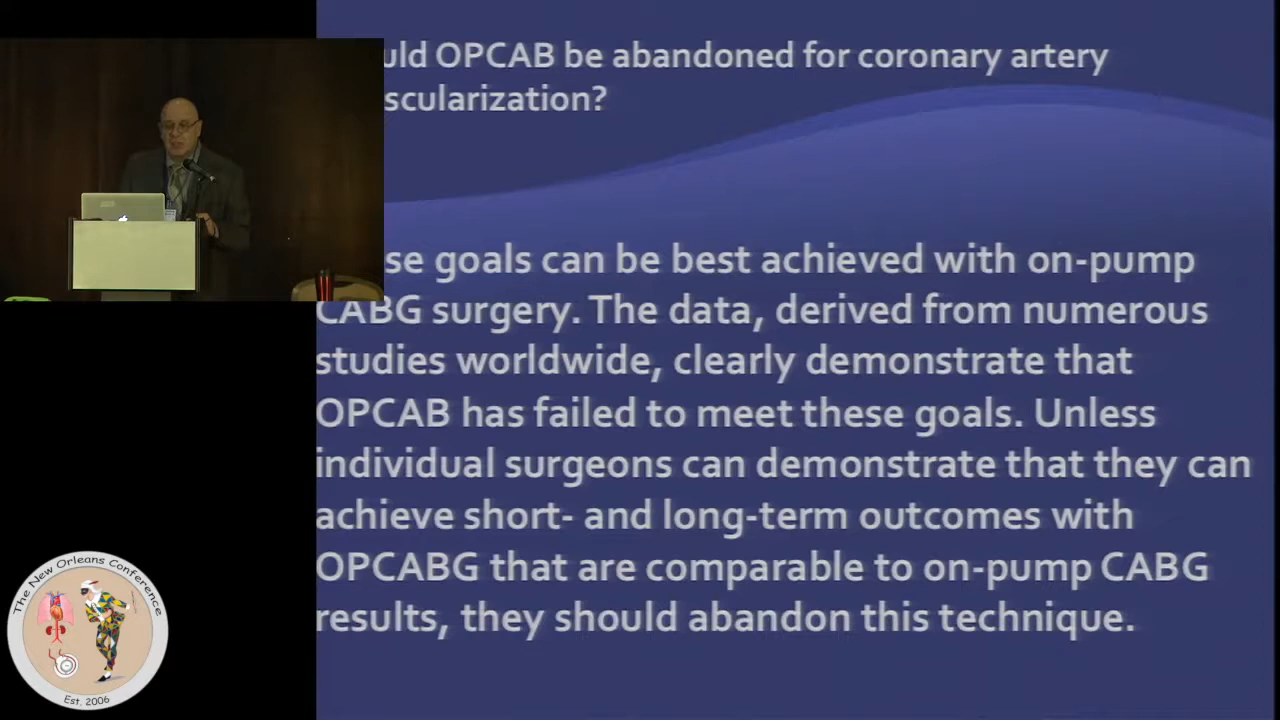 uld OPCAB be abandoned for coronary artery
scularization?
se goals can be best achieved with on-pump
CABG surgery. The data, derived from numerous
studies worldwide, clearly demonstrate that
OPCAB has failed to meet these goals. Unless
individual surgeons can demonstrate that they can
achieve short- and long-term outcomes with
OPCABG that are comparable to on-pump CABG
results, they should abandon this technique.
The New Orleans Conference
Est. 2006